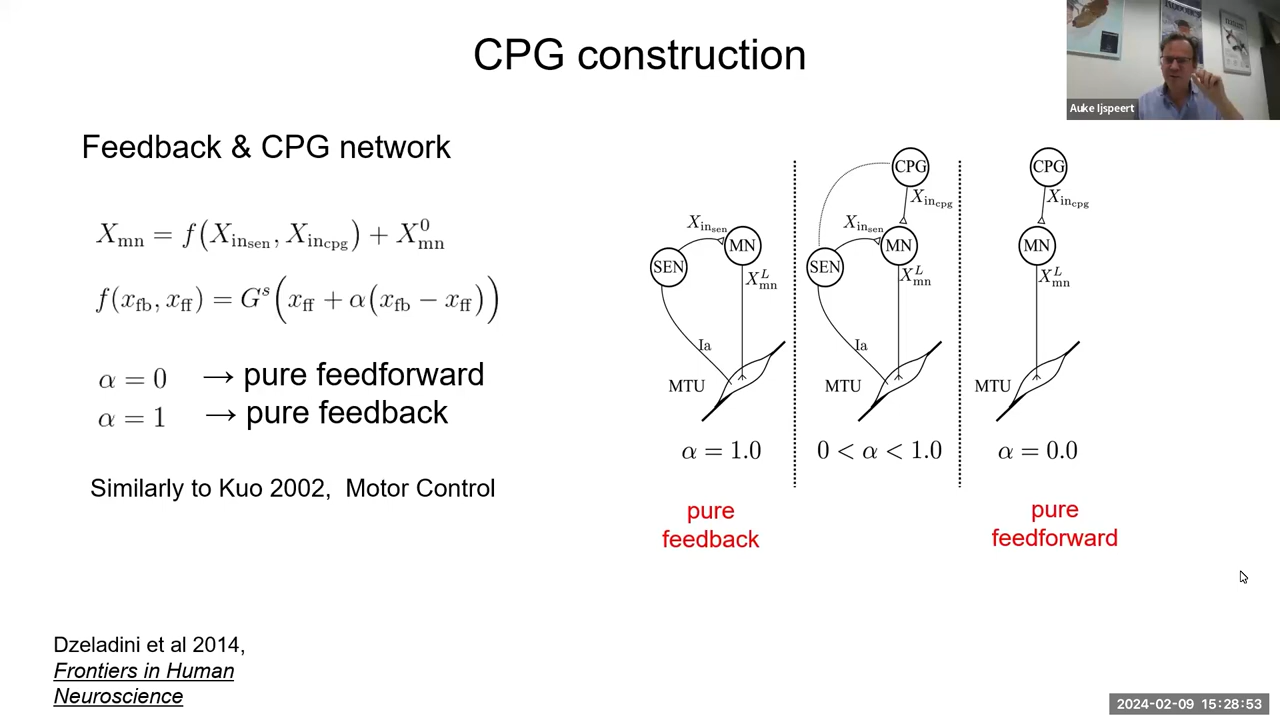 CPG construction
Auke Ijspeert
Feedback & CPG network
X_mn = f(X_in_sen, X_in_cpg) + X^0_mn
f(x_fb, x_ff) = G^s(x_ff + α(x_fb − x_ff))
α = 0 → pure feedforward
α = 1 → pure feedback
Similarly to Kuo 2002, Motor Control
Dzeladini et al 2014,
Frontiers in Human
Neuroscience
X_in_sen
MN
SEN
X^L_mn
Ia
MTU
α = 1.0
pure
feedback
CPG
X_in_cpg
X_in_sen
MN
SEN
X^L_mn
Ia
MTU
0 < α < 1.0
CPG
X_in_cpg
MN
X^L_mn
MTU
α = 0.0
pure
feedforward
2024-02-09 15:28:53